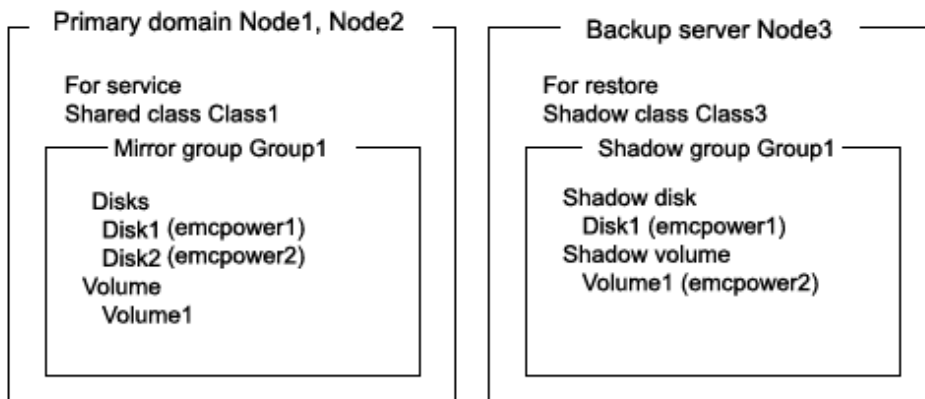 Primary domain Node1, Node2
For service
Shared class Class1
Mirror group Group1
Disks
Disk1 (emcpower1)
Disk2 (emcpower2)
Volume
Volume1
Backup server Node3
For restore
Shadow class Class3
Shadow group Group1
Shadow disk
Disk1 (emcpower1)
Shadow volume
Volume1 (emcpower2)